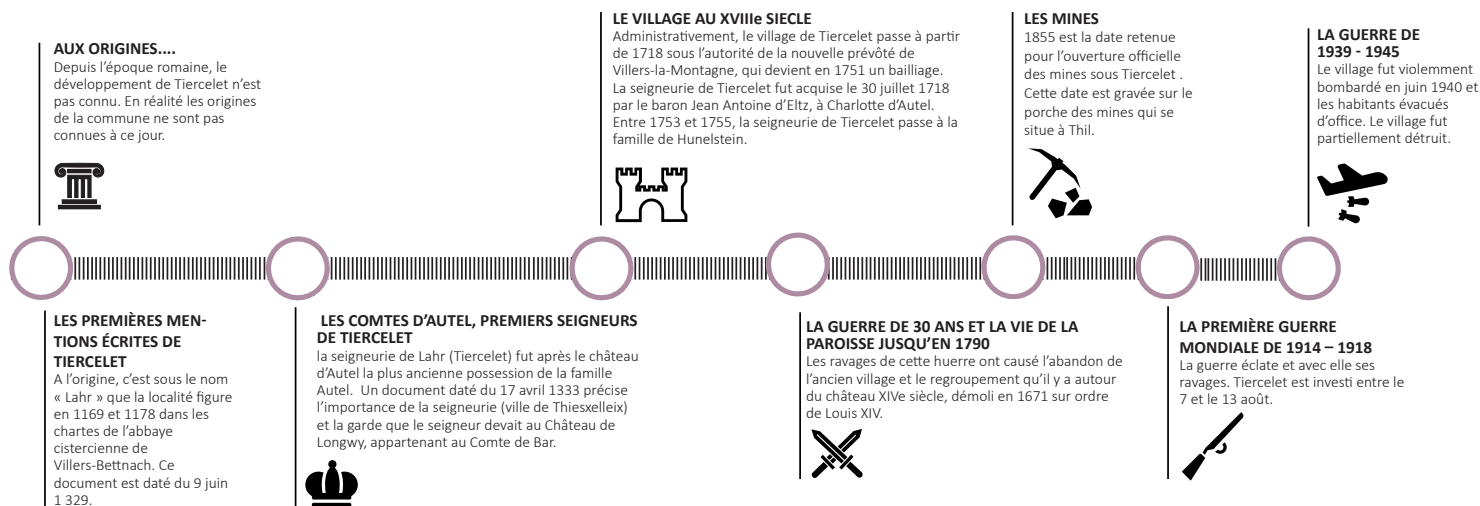 AUX ORIGINES....
Depuis l'époque romaine, le
développement de Tiercelet n'est
pas connu. En réalité les origines
de la commune ne sont pas
connues à ce jour.
LES PREMIÈRES MEN-
TIONS ÉCRITES DE
TIERCELET
A l'origine, c'est sous le nom
« Lahr » que la localité figure
en 1169 et 1178 dans les
chartes de l'abbaye
cistercienne de
Villers-Bettnach. Ce
document est daté du 9 juin
1 329.
LES COMTES D'AUTEL, PREMIERS SEIGNEURS
DE TIERCELET
la seigneurie de Lahr (Tiercelet) fut après le château
d'Autel la plus ancienne possession de la famille
Autel. Un document daté du 17 avril 1333 précise
l'importance de la seigneurie (ville de Thiesxelleix)
et la garde que le seigneur devait au Château de
Longwy, appartenant au Comte de Bar.
LE VILLAGE AU XVIIIe SIECLE
Administrativement, le village de Tiercelet passe à partir
de 1718 sous l'autorité de la nouvelle prévôté de
Villers-la-Montagne, qui devient en 1751 un bailliage.
La seigneurie de Tiercelet fut acquise le 30 juillet 1718
par le baron Jean Antoine d'Eltz, à Charlotte d'Autel.
Entre 1753 et 1755, la seigneurie de Tiercelet passe à la
famille de Hunelstein.
LA GUERRE DE 30 ANS ET LA VIE DE LA
PAROISSE JUSQU'EN 1790
Les ravages de cette huerre ont causé l'abandon de
l'ancien village et le regroupement qu'il y a autour
du château XIVe siècle, démoli en 1671 sur ordre
de Louis XIV.
LES MINES
1855 est la date retenue
pour l'ouverture officielle
des mines sous Tiercelet .
Cette date est gravée sur le
porche des mines qui se
situe à Thil.
LA PREMIÈRE GUERRE
MONDIALE DE 1914 – 1918
La guerre éclate et avec elle ses
ravages. Tiercelet est investi entre le
7 et le 13 août.
LA GUERRE DE
1939 - 1945
Le village fut violemment
bombardé en juin 1940 et
les habitants évacués
d'office. Le village fut
partiellement détruit.